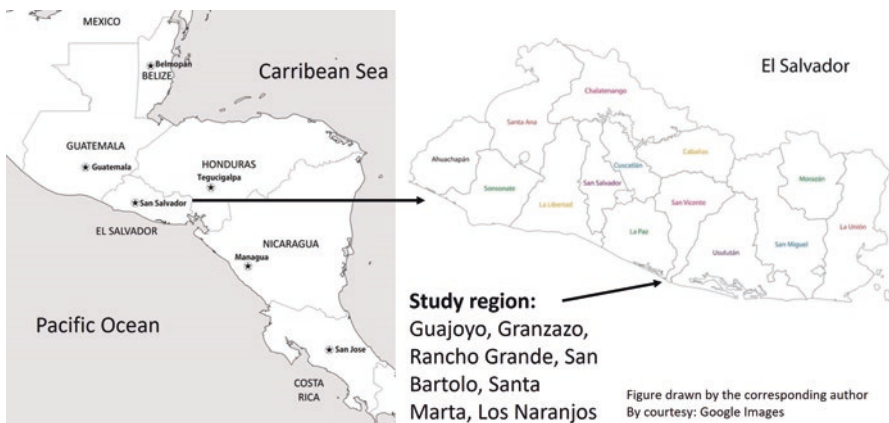 MEXICO
Belmopan
BELIZE
Carribean Sea
GUATEMALA
Guatemala
HONDURAS
Tegucigalpa
San Salvador
EL SALVADOR
NICARAGUA
Managua
Pacific Ocean
San Jose
COSTA
RICA
El Salvador
Chalatenango
Santa Ana
Ahuachapán
Sonsonate
La Libertad
San Salvador
Cuscatlán
Cabañas
La Paz
San Vicente
Usulután
San Miguel
Morazán
La Unión
Study region:
Guajoyo, Granzazo,
Rancho Grande, San
Bartolo, Santa
Marta, Los Naranjos
Figure drawn by the corresponding author
By courtesy: Google Images